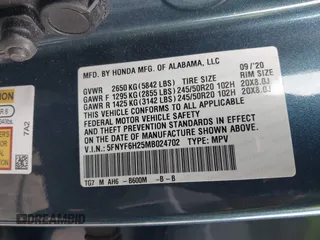 MFD. BY HONDA MFG. OF ALABAMA, LLC 09/'20
GVWR 2650 KG (5842 LBS) TIRE SIZE RIM SIZE
GAWR F 1295 KG (2855 LBS) 245/50R20 102H 20X8.0J
GAWR R 1425 KG (3142 LBS) 245/50R20 102H 20X8.0J
THIS VEHICLE CONFORMS TO ALL APPLICABLE
FEDERAL MOTOR VEHICLE SAFETY STANDARDS
IN EFFECT ON THE DATE OF MANUFACTURE SHOWN ABOVE.
V.I.N.: 5FNYF6H25MB024702 TYPE: MPV
TG7 M AH6 -B600M -B-B
7A2
DREAMBID